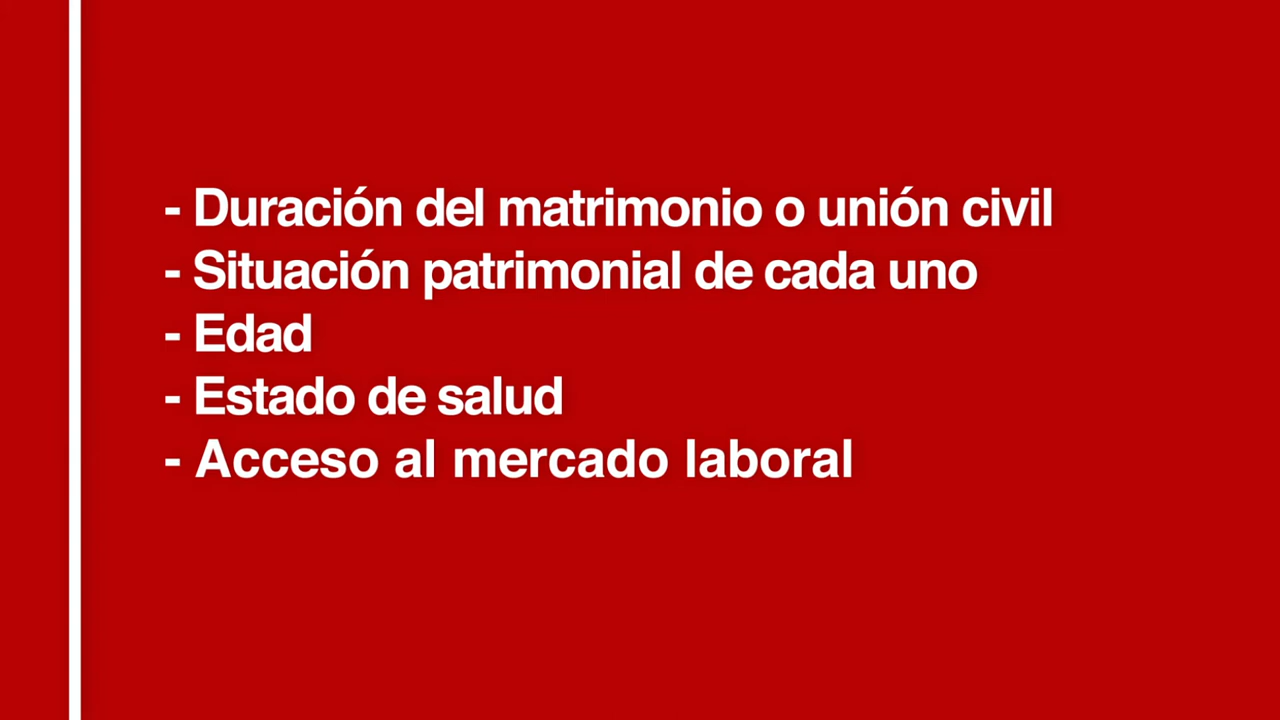 - Duración del matrimonio o unión civil
- Situación patrimonial de cada uno
- Edad
- Estado de salud
- Acceso al mercado laboral